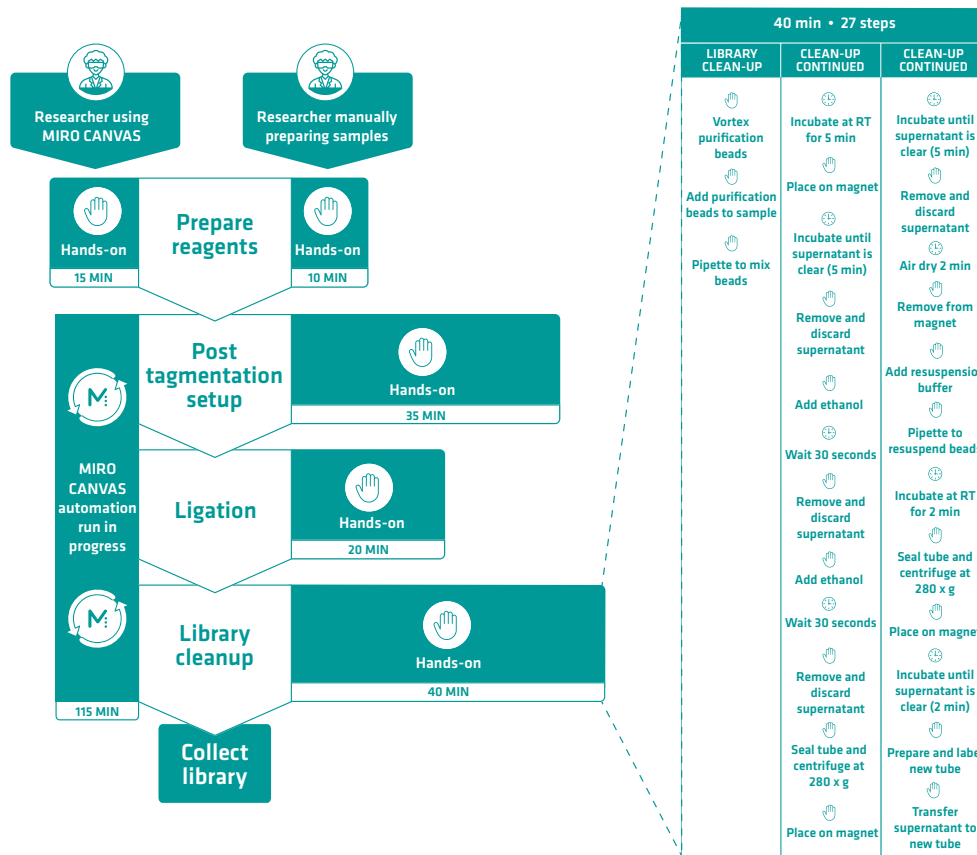 Researcher using
MIRO CANVAS
Researcher manually
preparing samples
Hands-on
15 MIN
Prepare
reagents
Hands-on
10 MIN
Post
tagmentation
setup
Hands-on
35 MIN
MIRO
CANVAS
automation
run in
progress
Ligation
Hands-on
20 MIN
Library
cleanup
Hands-on
40 MIN
115 MIN
Collect
library
40 min • 27 steps
LIBRARY
CLEAN-UP
Vortex
purification
beads
Add purification
beads to sample
Pipette to mix
beads
CLEAN-UP
CONTINUED
Incubate at RT
for 5 min
Place on magnet
Incubate until
supernatant is
clear (5 min)
Remove and
discard
supernatant
Add ethanol
Wait 30 seconds
Remove and
discard
supernatant
Add ethanol
Wait 30 seconds
Remove and
discard
supernatant
Seal tube and
centrifuge at
280 x g
Place on magnet
CLEAN-UP
CONTINUED
Incubate until
supernatant is
clear (5 min)
Remove and
discard
supernatant
Air dry 2 min
Remove from
magnet
Add resuspensio
buffer
Pipette to
resuspend bead
Incubate at RT
for 2 min
Seal tube and
centrifuge at
280 x g
Place on magne
Incubate until
supernatant is
clear (2 min)
Prepare and labe
new tube
Transfer
supernatant to
new tube